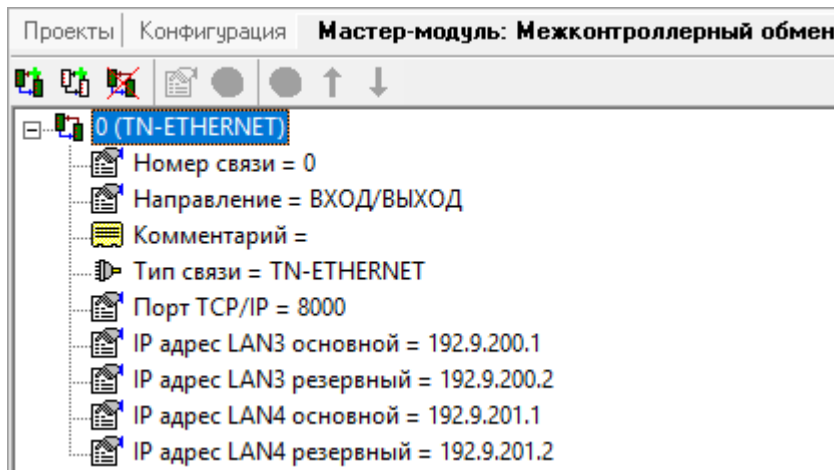 Проекты Конфигурация Мастер-модуль: Межконтроллерный обмен
0 (TN-ETHERNET)
Номер связи = 0
Направление = ВХОД/ВЫХОД
Комментарий =
Тип связи = TN-ETHERNET
Порт TCP/IP = 8000
IP адрес LAN3 основной = 192.9.200.1
IP адрес LAN3 резервный = 192.9.200.2
IP адрес LAN4 основной = 192.9.201.1
IP адрес LAN4 резервный = 192.9.201.2